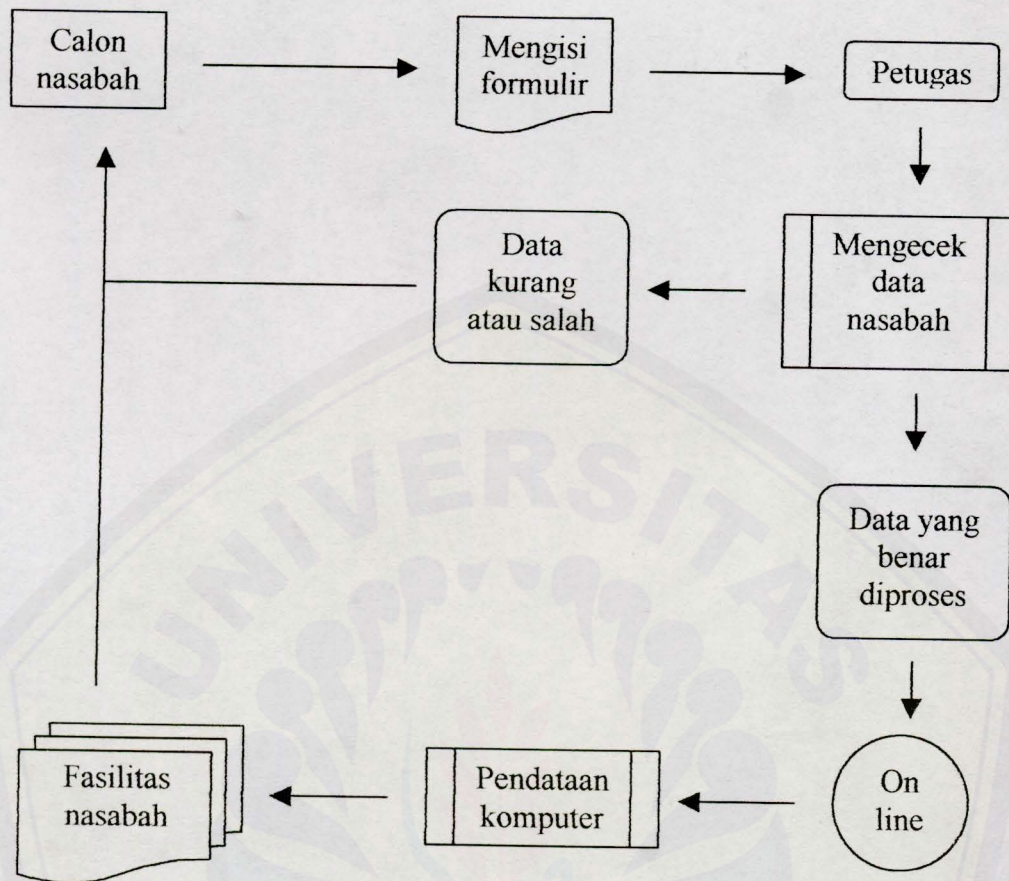 Calon
nasabah
Mengisi
formulir
Petugas
Data
kurang
atau salah
Mengecek
data
nasabah
Data yang
benar
diproses
Fasilitas
nasabah
Pendataan
komputer
On
line
UNIVERSITAS